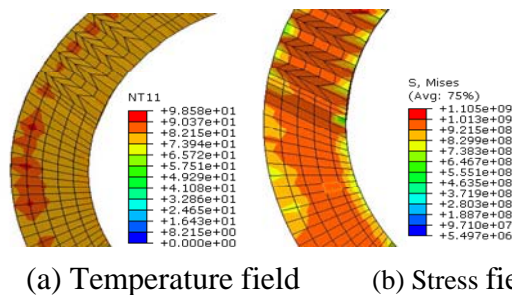 NT11
+9.858e+01
+9.037e+01
+8.215e+01
+7.394e+01
+6.572e+01
+5.751e+01
+4.929e+01
+4.108e+01
+3.286e+01
+2.465e+01
+1.643e+01
+8.215e+00
+0.000e+00
S, Mises
(Avg: 75%)
+1.105e+09
+1.013e+09
+9.215e+08
+8.299e+08
+7.383e+08
+6.467e+08
+5.551e+08
+4.635e+08
+3.719e+08
+2.803e+08
+1.887e+08
+9.710e+07
+5.497e+06
(a) Temperature field
(b) Stress fie